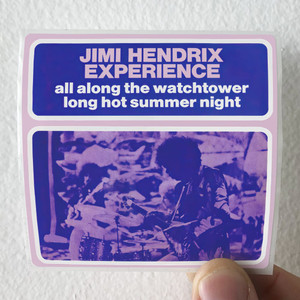 JIMI HENDRIX
EXPERIENCE
all along the watchtower
long hot summer night